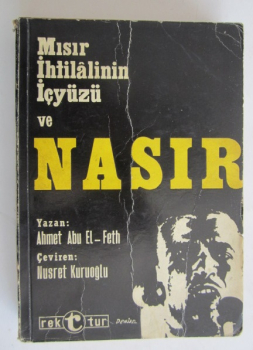 Mısır
İhtilâlinin
İçyüzü
ve
NASIR
Yazan:
Ahmet Abu El-Feth
Çeviren:
Nusret Kuruoğlu
rek t tur